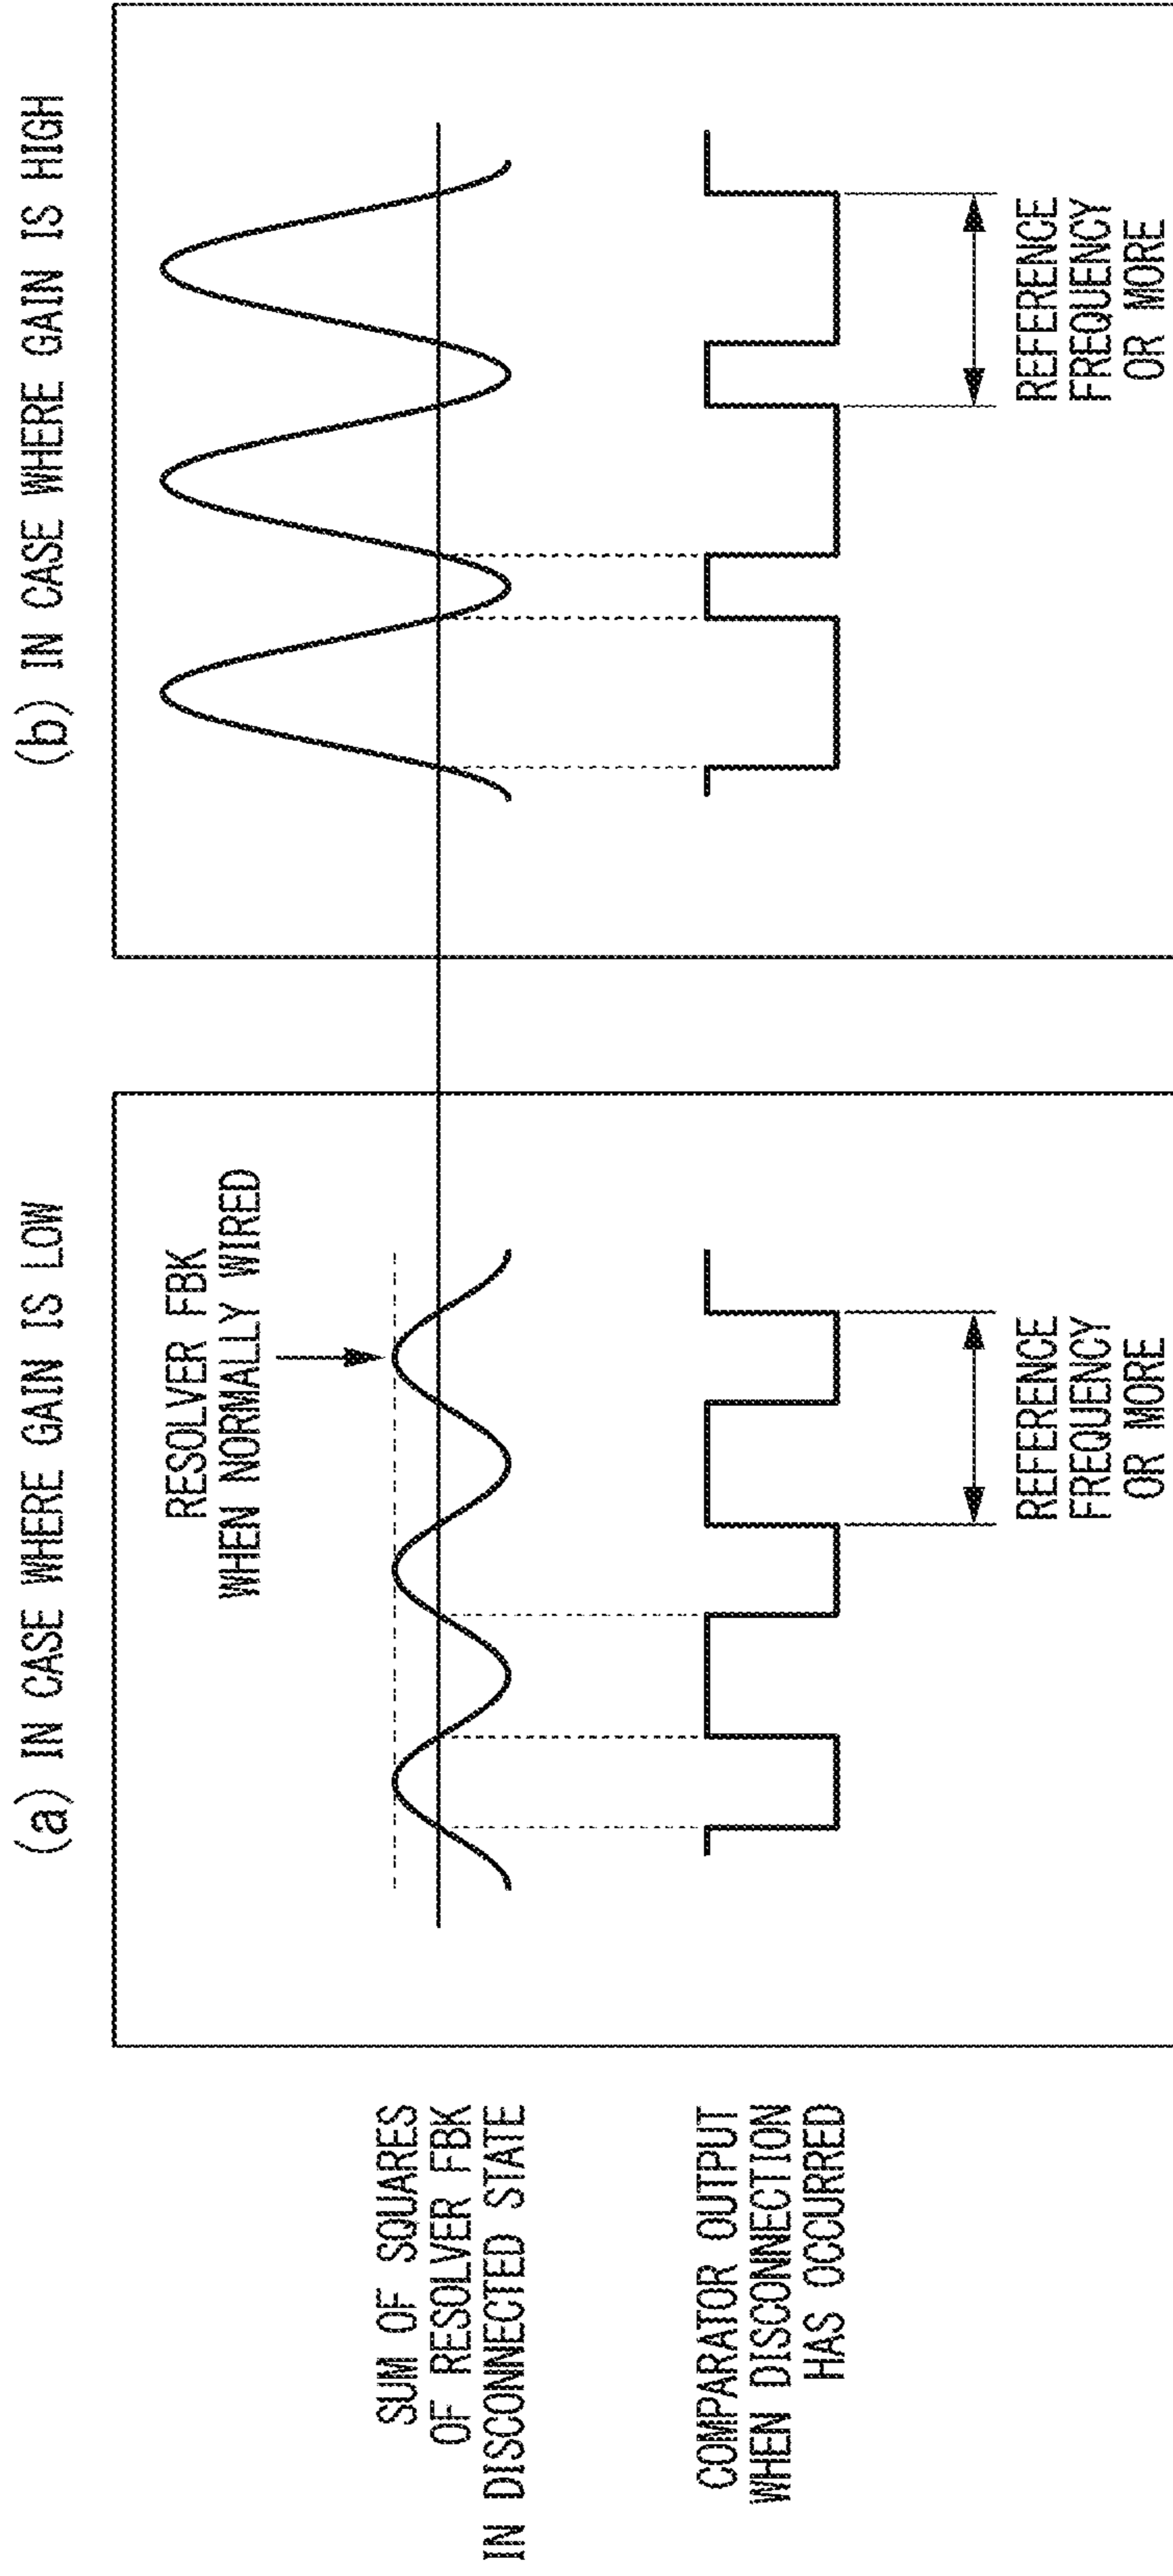 (a) IN CASE WHERE GAIN IS LOW
(b) IN CASE WHERE GAIN IS HIGH
RESOLVER FBK
WHEN NORMALLY WIRED
SUM OF SQUARES
OF RESOLVER FBK
IN DISCONNECTED STATE
COMPARATOR OUTPUT
WHEN DISCONNECTION
HAS OCCURRED
REFERENCE
FREQUENCY
OR MORE
REFERENCE
FREQUENCY
OR MORE